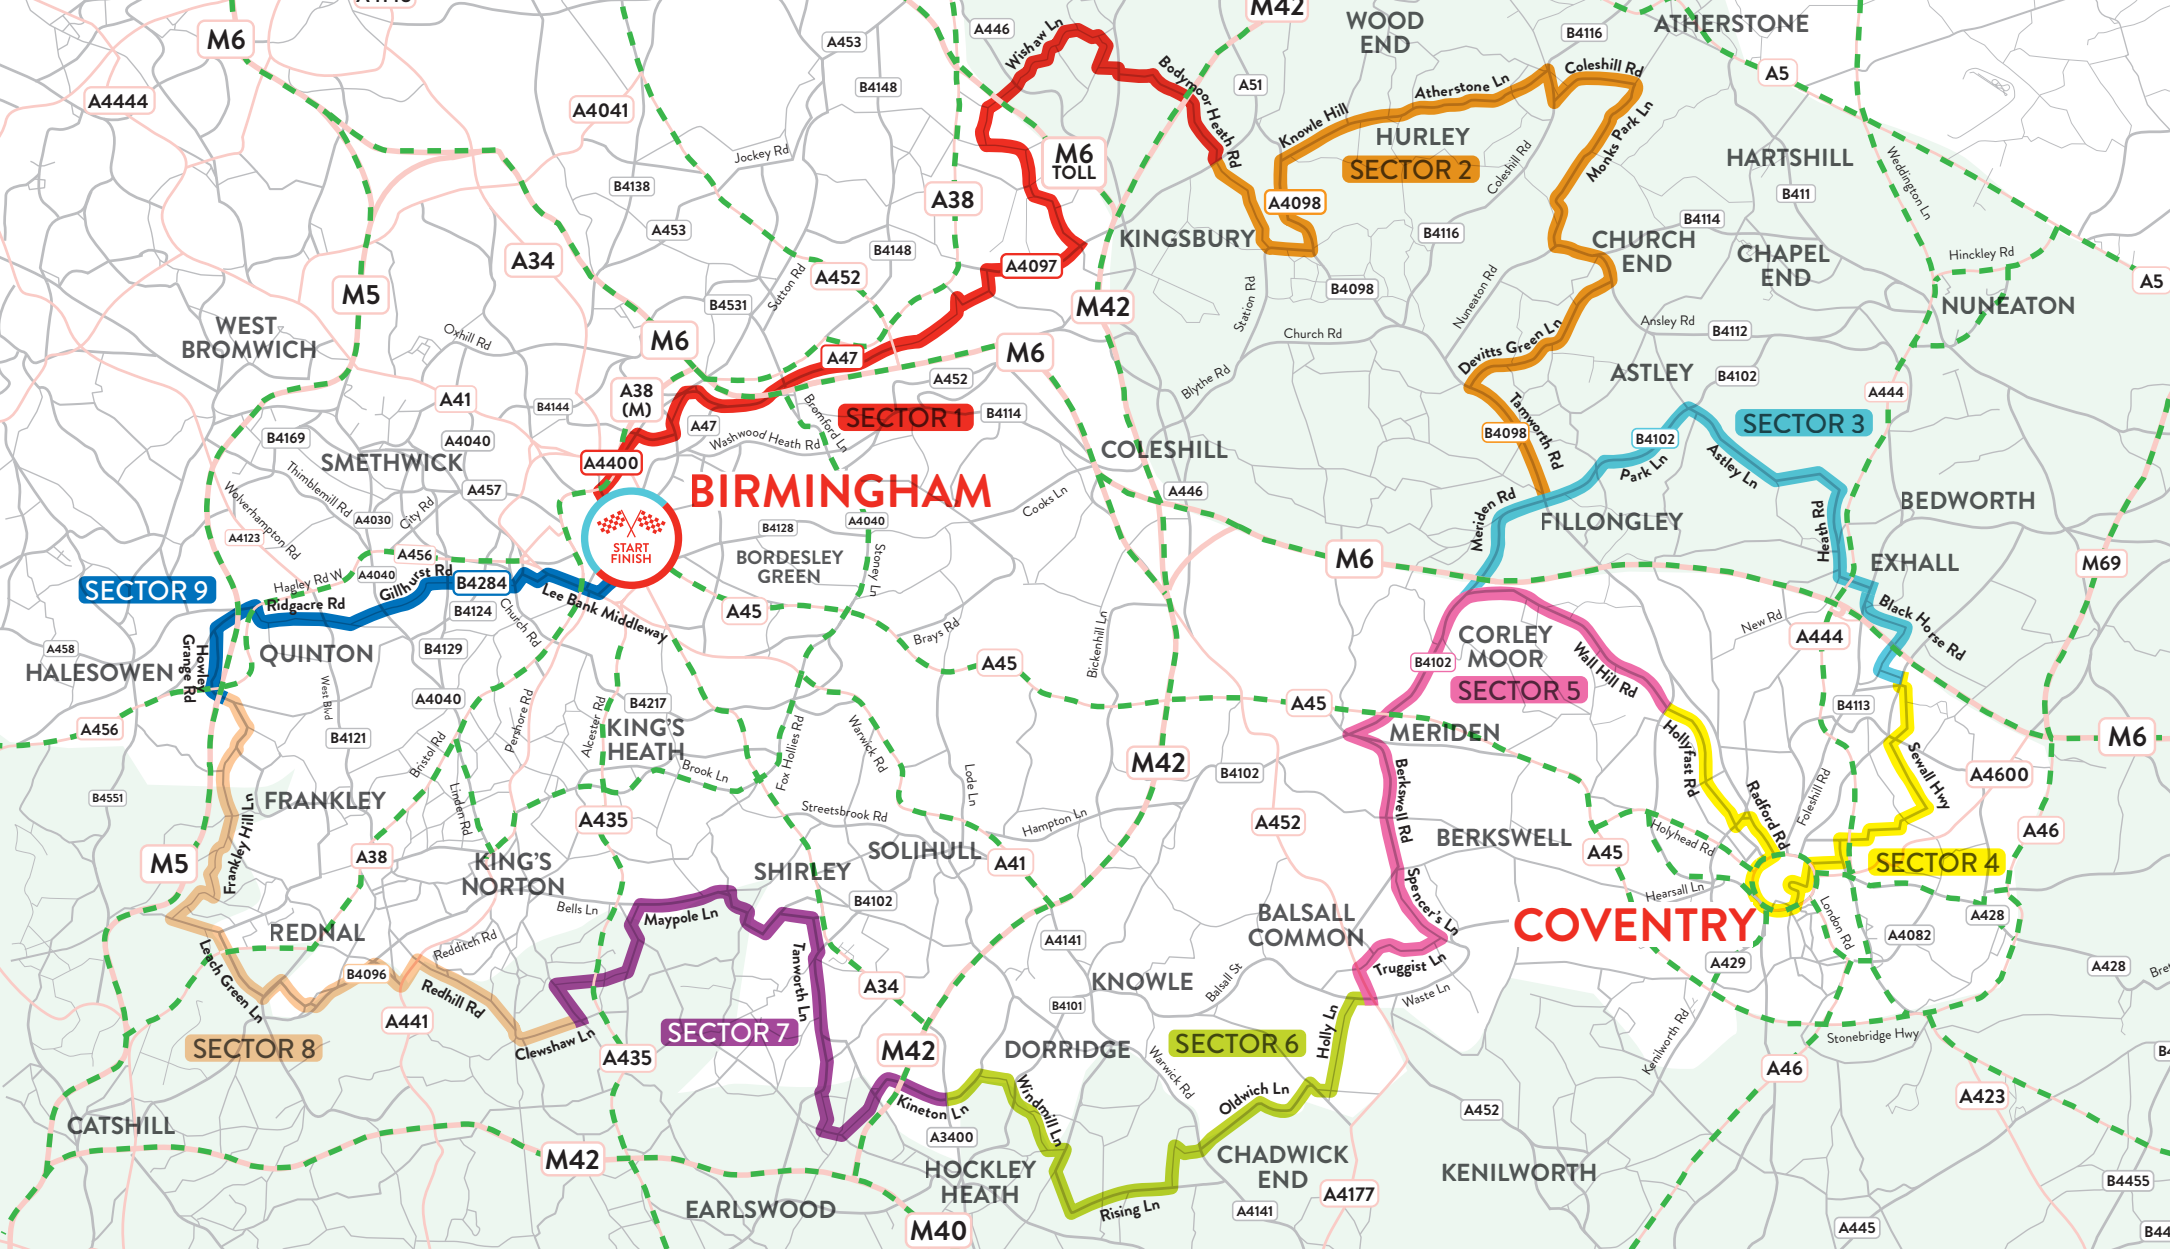 M6
A453
A446
Wishaw Ln
M42
WOOD
END
B4116
ATHERSTONE
A4444
A4041
B4148
Bodymoor Heath Rd
A51
Atherstone Ln
Coleshill Rd
A5
Knowle Hill
HURLEY
SECTOR 2
Coleshill Rd
Monks Park Ln
HARTSHILL
Weddington Ln
Jockey Rd
M6
TOLL
B4138
A38
A4098
B411
A453
B4148
KINGSBURY
B4116
B4114
CHURCH
END
CHAPEL
END
Hinckley Rd
A34
A452
A4097
Sutton Rd
M5
B4531
M42
Station Rd
B4098
Nuneaton Rd
A5
NUNEATON
WEST
BROMWICH
Oxhill Rd
M6
A47
M6
Church Rd
Ansley Rd
B4112
Devitts Green Ln
A452
Blythe Rd
ASTLEY
B4102
A444
A41
B4144
A38
(M)
Bromford Ln
SECTOR 1
B4114
A47
Washwood Heath Rd
Tamworth Rd
B4098
B4102
SECTOR 3
B4169
A4040
SMETHWICK
A4400
COLESHILL
Park Ln
Astley Ln
Thimblemill Rd
A457
Wolverhampton Rd
BIRMINGHAM
A446
Cooks Ln
Meriden Rd
BEDWORTH
A4030
City Rd
A4123
START
FINISH
B4128
A4040
FILLONGLEY
Heath Rd
A456
BORDESLEY
GREEN
Stoney Ln
M6
EXHALL
M69
SECTOR 9
Hagley Rd W
A4040
Gillhurst Rd
B4284
Ridgacre Rd
B4124
Lee Bank Middleway
Church Rd
A45
Brays Rd
Bickenhill Ln
Black Horse Rd
New Rd
A444
A458
HALESOWEN
Howley
Grange Rd
QUINTON
B4129
A45
CORLEY
MOOR
B4102
Wall Hill Rd
SECTOR 5
West Blvd
A4040
B4217
A45
B4113
A456
B4121
Bristol Rd
Pershore Rd
Alcester Rd
KING'S
HEATH
Fox Hollies Rd
Warwick Rd
MERIDEN
Hollyfast Rd
M6
Brook Ln
M42
B4102
Berkswell Rd
Sewall Hwy
A4600
B4551
FRANKLEY
Linden Rd
Lode Ln
Radford Rd
Foleshill Rd
Frankley Hill Ln
A435
Streetsbrook Rd
Hampton Ln
A452
BERKSWELL
Holyhead Rd
A46
M5
A38
KING'S
NORTON
SHIRLEY
SOLIHULL
A41
A45
SECTOR 4
Spencer's Ln
Hearsall Ln
Bells Ln
Maypole Ln
B4102
BALSALL
COMMON
COVENTRY
London Rd
A428
REDNAL
Redditch Rd
A4141
A4082
Leach Green Ln
B4096
Tanworth Ln
Truggist Ln
A429
A428
Redhill Rd
A34
KNOWLE
Balsall St
Waste Ln
B4101
A441
SECTOR 7
Holly Ln
Kenilworth Rd
Stonebridge Hwy
SECTOR 8
Clewshaw Ln
A435
M42
DORRIDGE
SECTOR 6
Warwick Rd
A46
Windmill Ln
Oldwich Ln
A423
Kineton Ln
A452
CATSHILL
A3400
CHADWICK
END
M42
HOCKLEY
HEATH
KENILWORTH
A4177
B4455
EARLSWOOD
Rising Ln
A4141
M40
A445